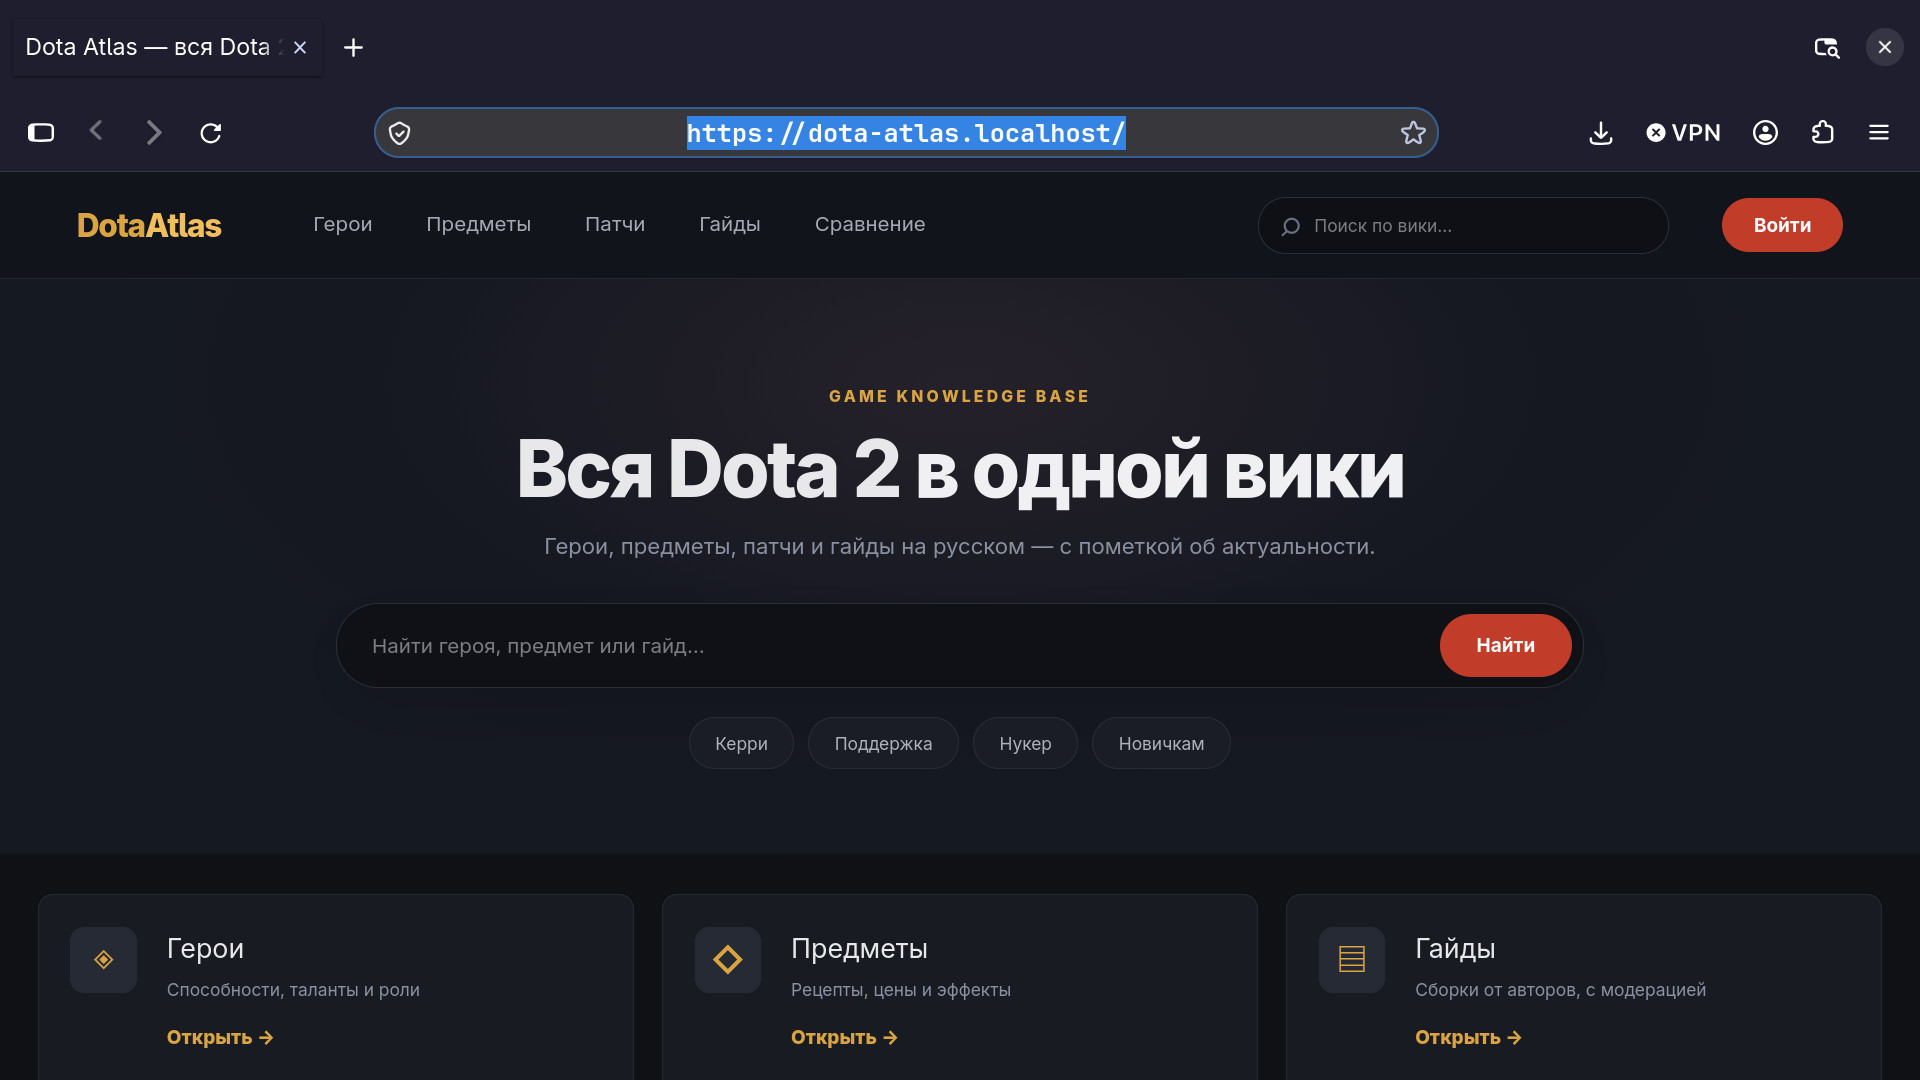 Dota Atlas — вся Dota
https://dota-atlas.localhost/
VPN
DotaAtlas
Герои
Предметы
Патчи
Гайды
Сравнение
Поиск по вики...
Войти
GAME KNOWLEDGE BASE
Вся Dota 2 в одной вики
Герои, предметы, патчи и гайды на русском — с пометкой об актуальности.
Найти героя, предмет или гайд...
Найти
Керри
Поддержка
Нукер
Новичкам
Герои
Способности, таланты и роли
Открыть →
Предметы
Рецепты, цены и эффекты
Открыть →
Гайды
Сборки от авторов, с модерацией
Открыть →